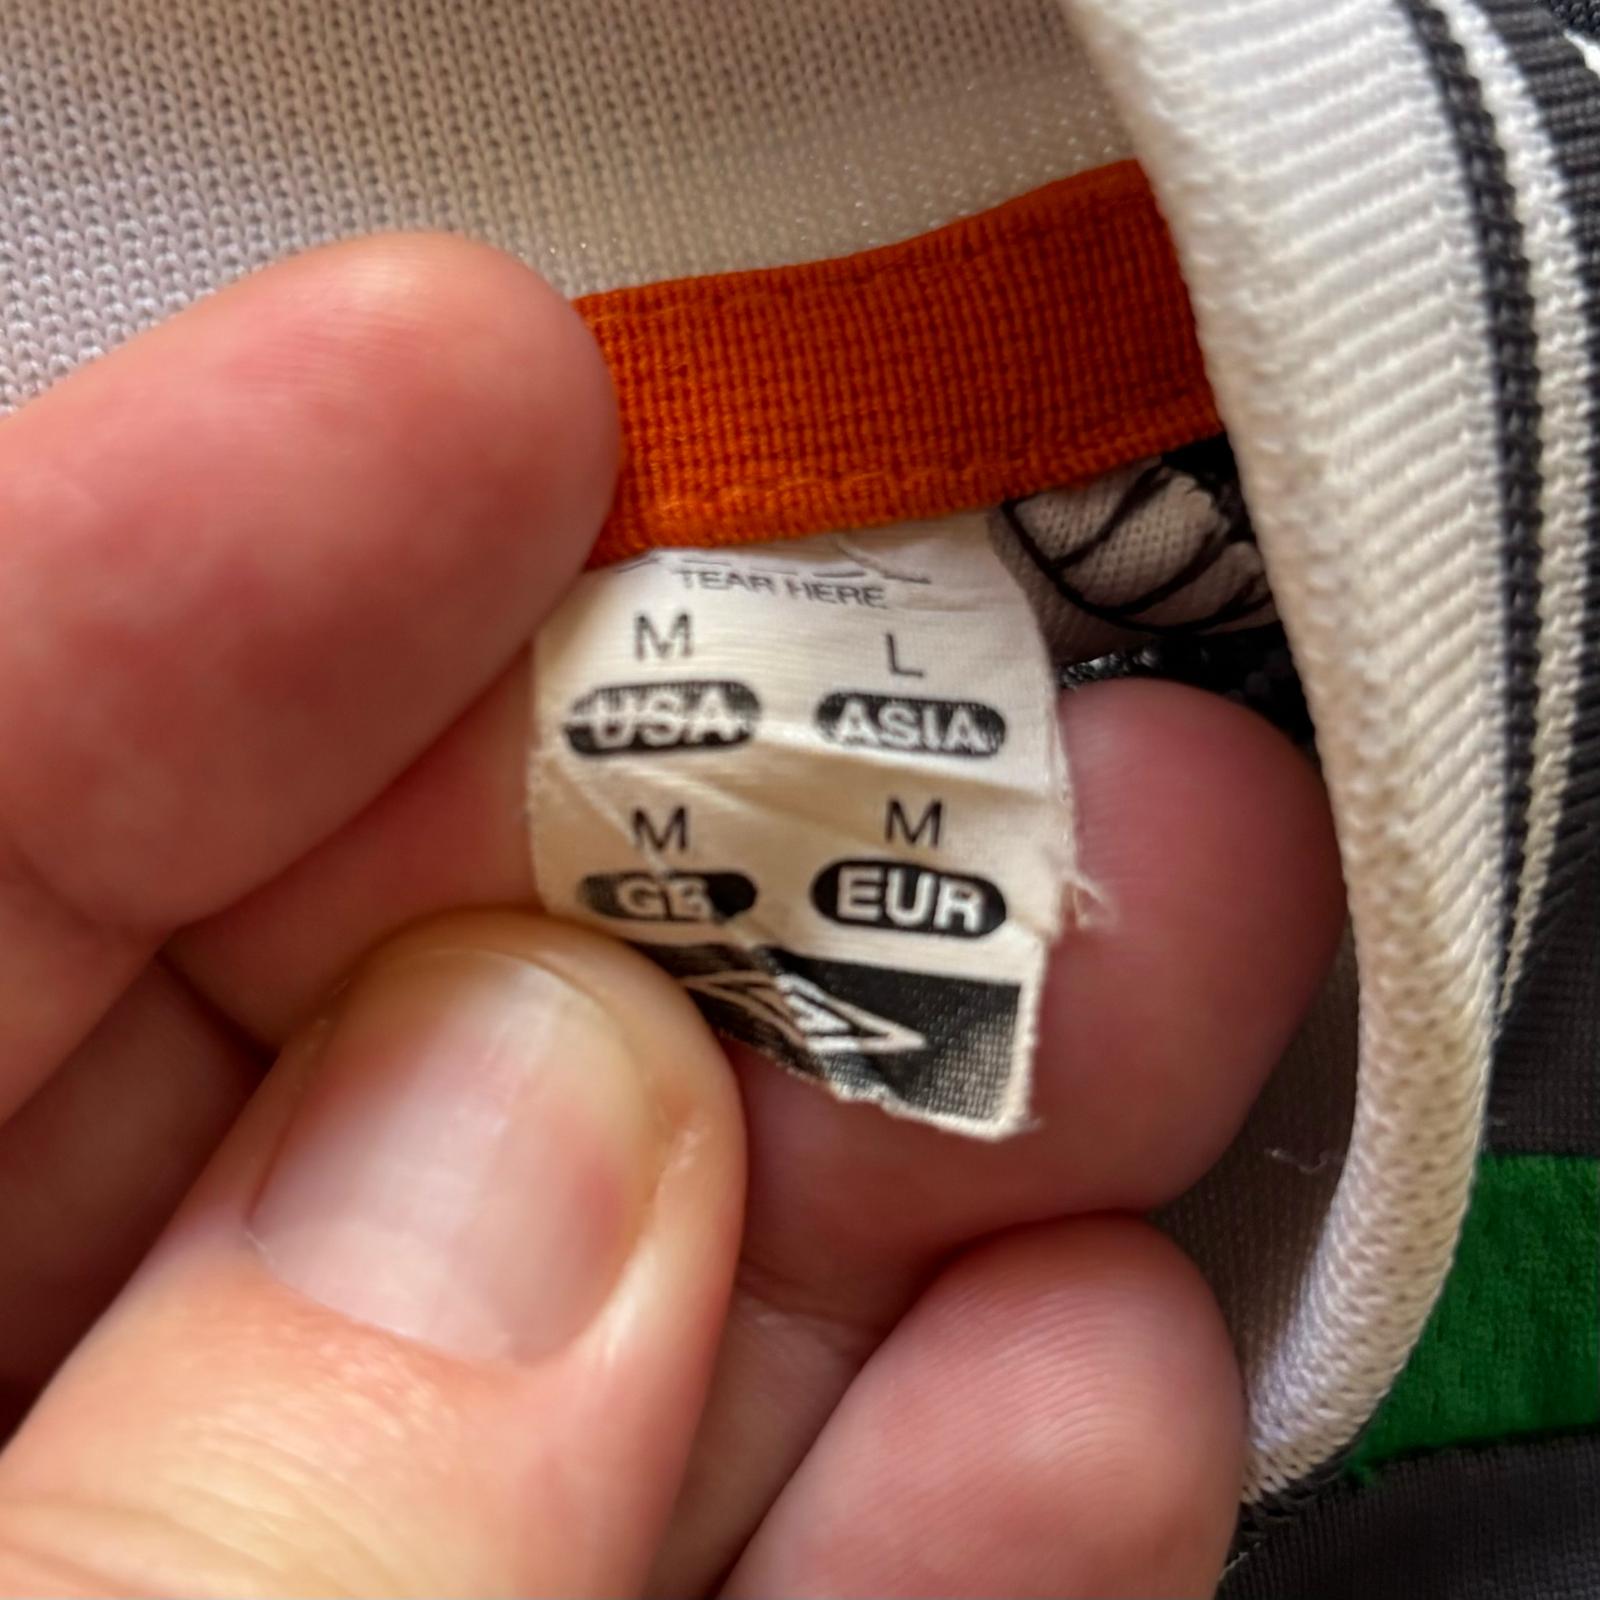 TEAR HERE
M L
USA ASIA
M M
GB EUR